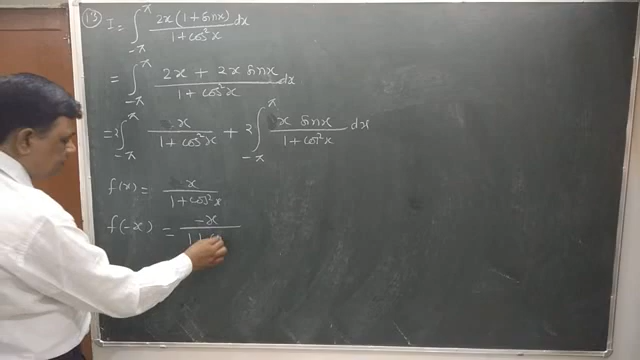 (13) I = ∫_{-π}^{π} 2x(1+sinx)/(1+cos²x) dx
= ∫_{-π}^{π} (2x + 2x sinx)/(1+cos²x) dx
= 2∫_{-π}^{π} x/(1+cos²x) + 2∫_{-π}^{π} x sinx/(1+cos²x) dx
f(x) = x/(1+cos²x)
f(-x) = -x/(1+